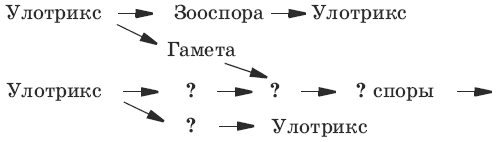 Улотрикс → Зооспора → Улотрикс
Гамета
Улотрикс → ? → ? → ? споры →
? → Улотрикс